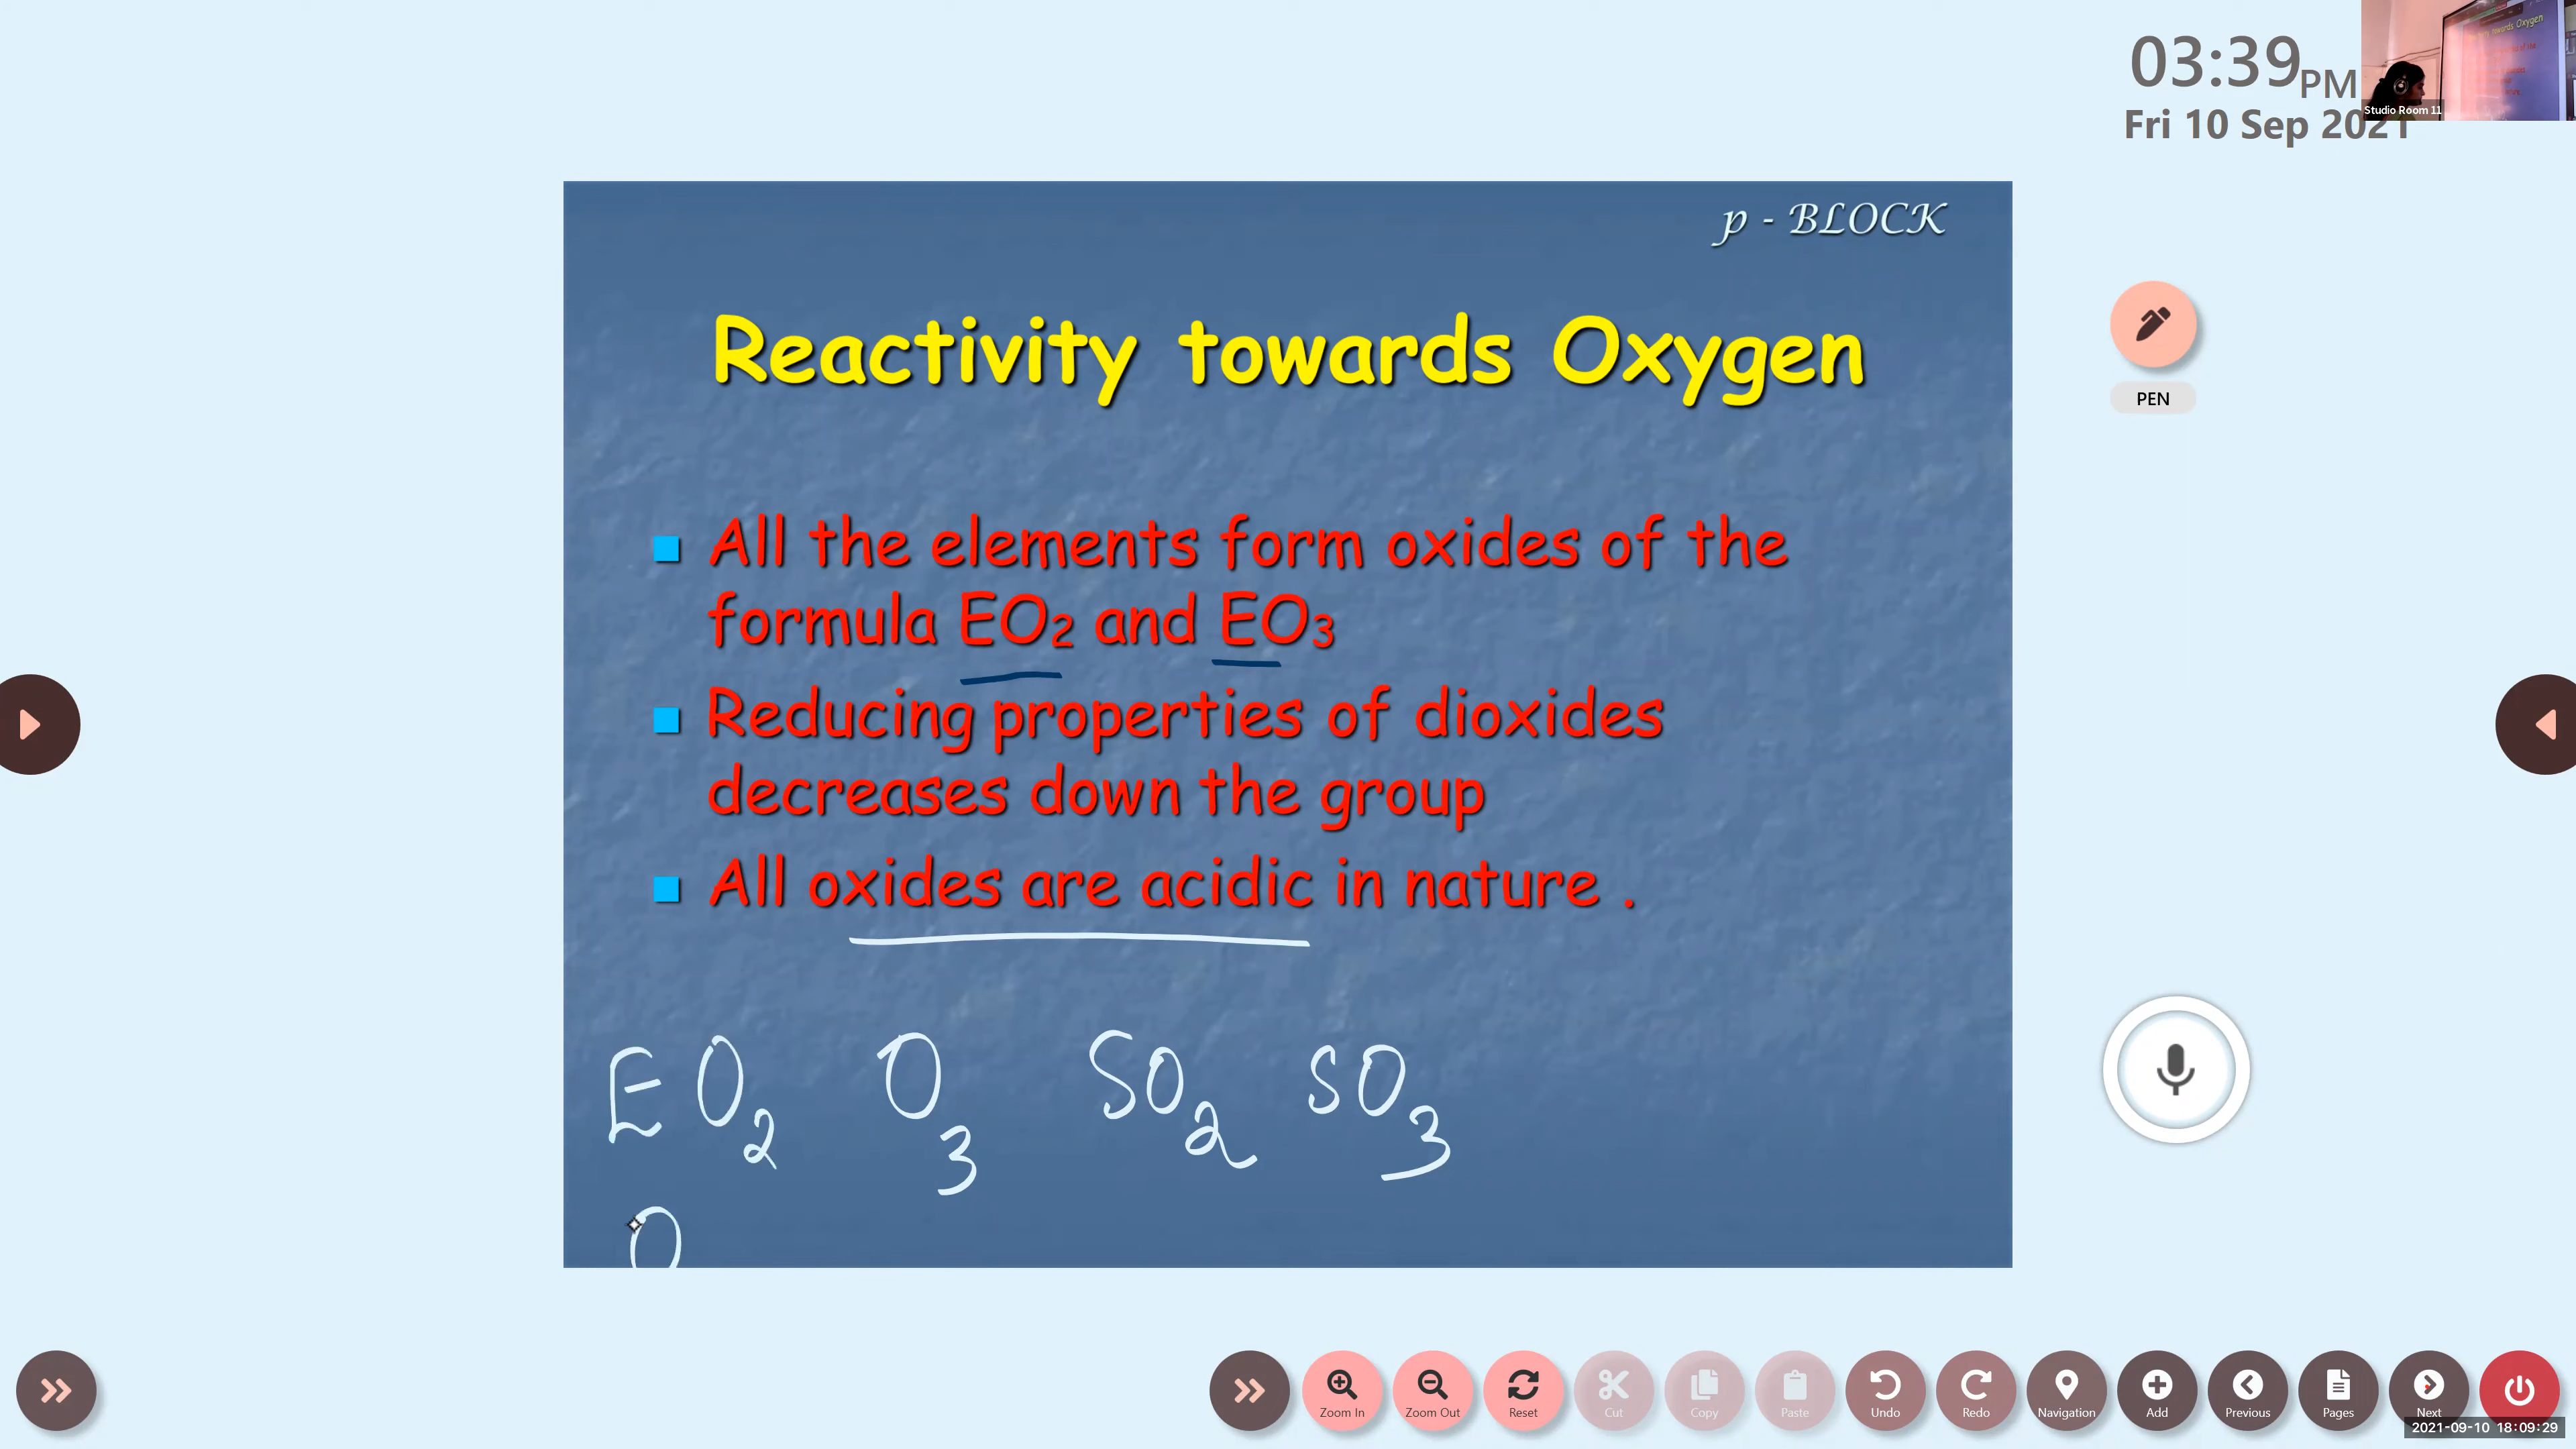 03:39 PM
Fri 10 Sep 2021
Studio Room 11
p - BLOCK
Reactivity towards Oxygen
PEN
All the elements form oxides of the
formula EO2 and EO3
Reducing properties of dioxides
decreases down the group
All oxides are acidic in nature .
EO2 O3 SO2 SO3
O
Zoom In Zoom Out Reset Cut Copy Paste Undo Redo Navigation Add Previous Pages Next
2021-09-10 18:09:29